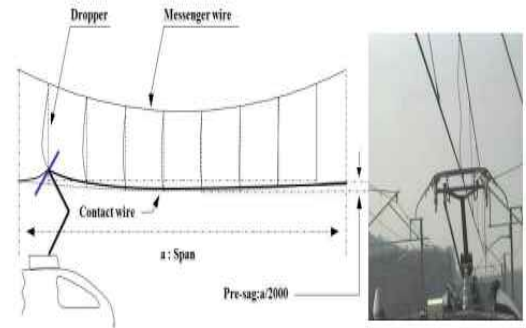 Dropper
Messenger wire
Contact wire
a : Span
Pre-sag:a/2000